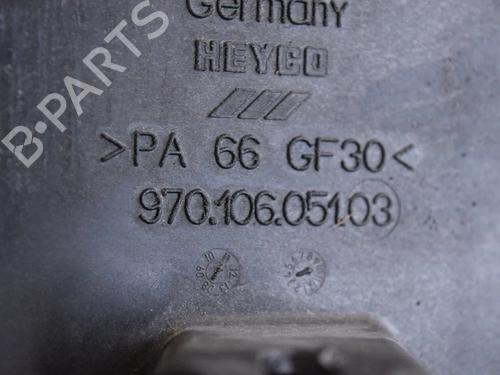 Germany
HEYCO
>PA 66 GF30<
970.106.051.03
B-PARTS